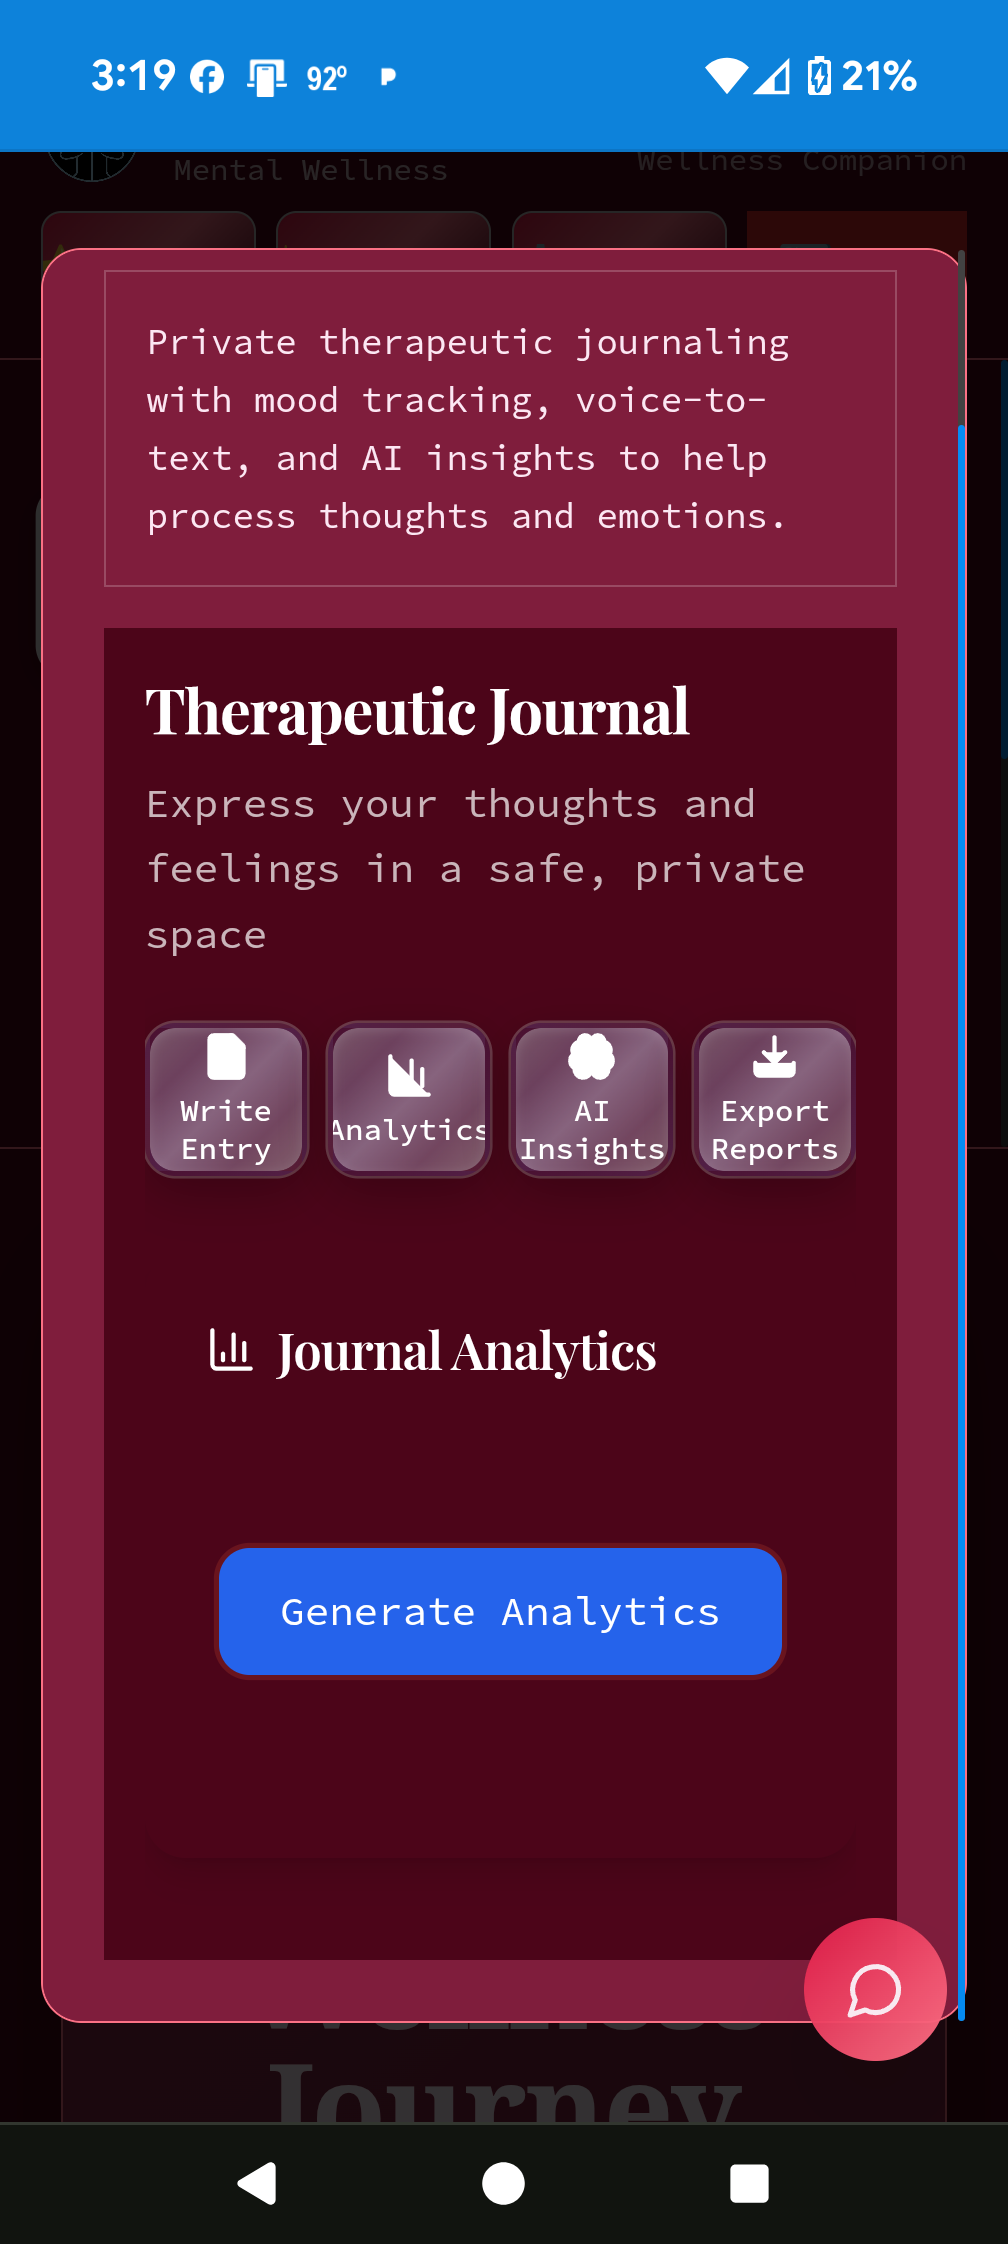 3:19 92° 21%
Mental Wellness
Wellness Companion
Private therapeutic journaling
with mood tracking, voice-to-
text, and AI insights to help
process thoughts and emotions.
Therapeutic Journal
Express your thoughts and
feelings in a safe, private
space
Write
Entry
Analytics
AI
Insights
Export
Reports
Journal Analytics
Generate Analytics
Journey